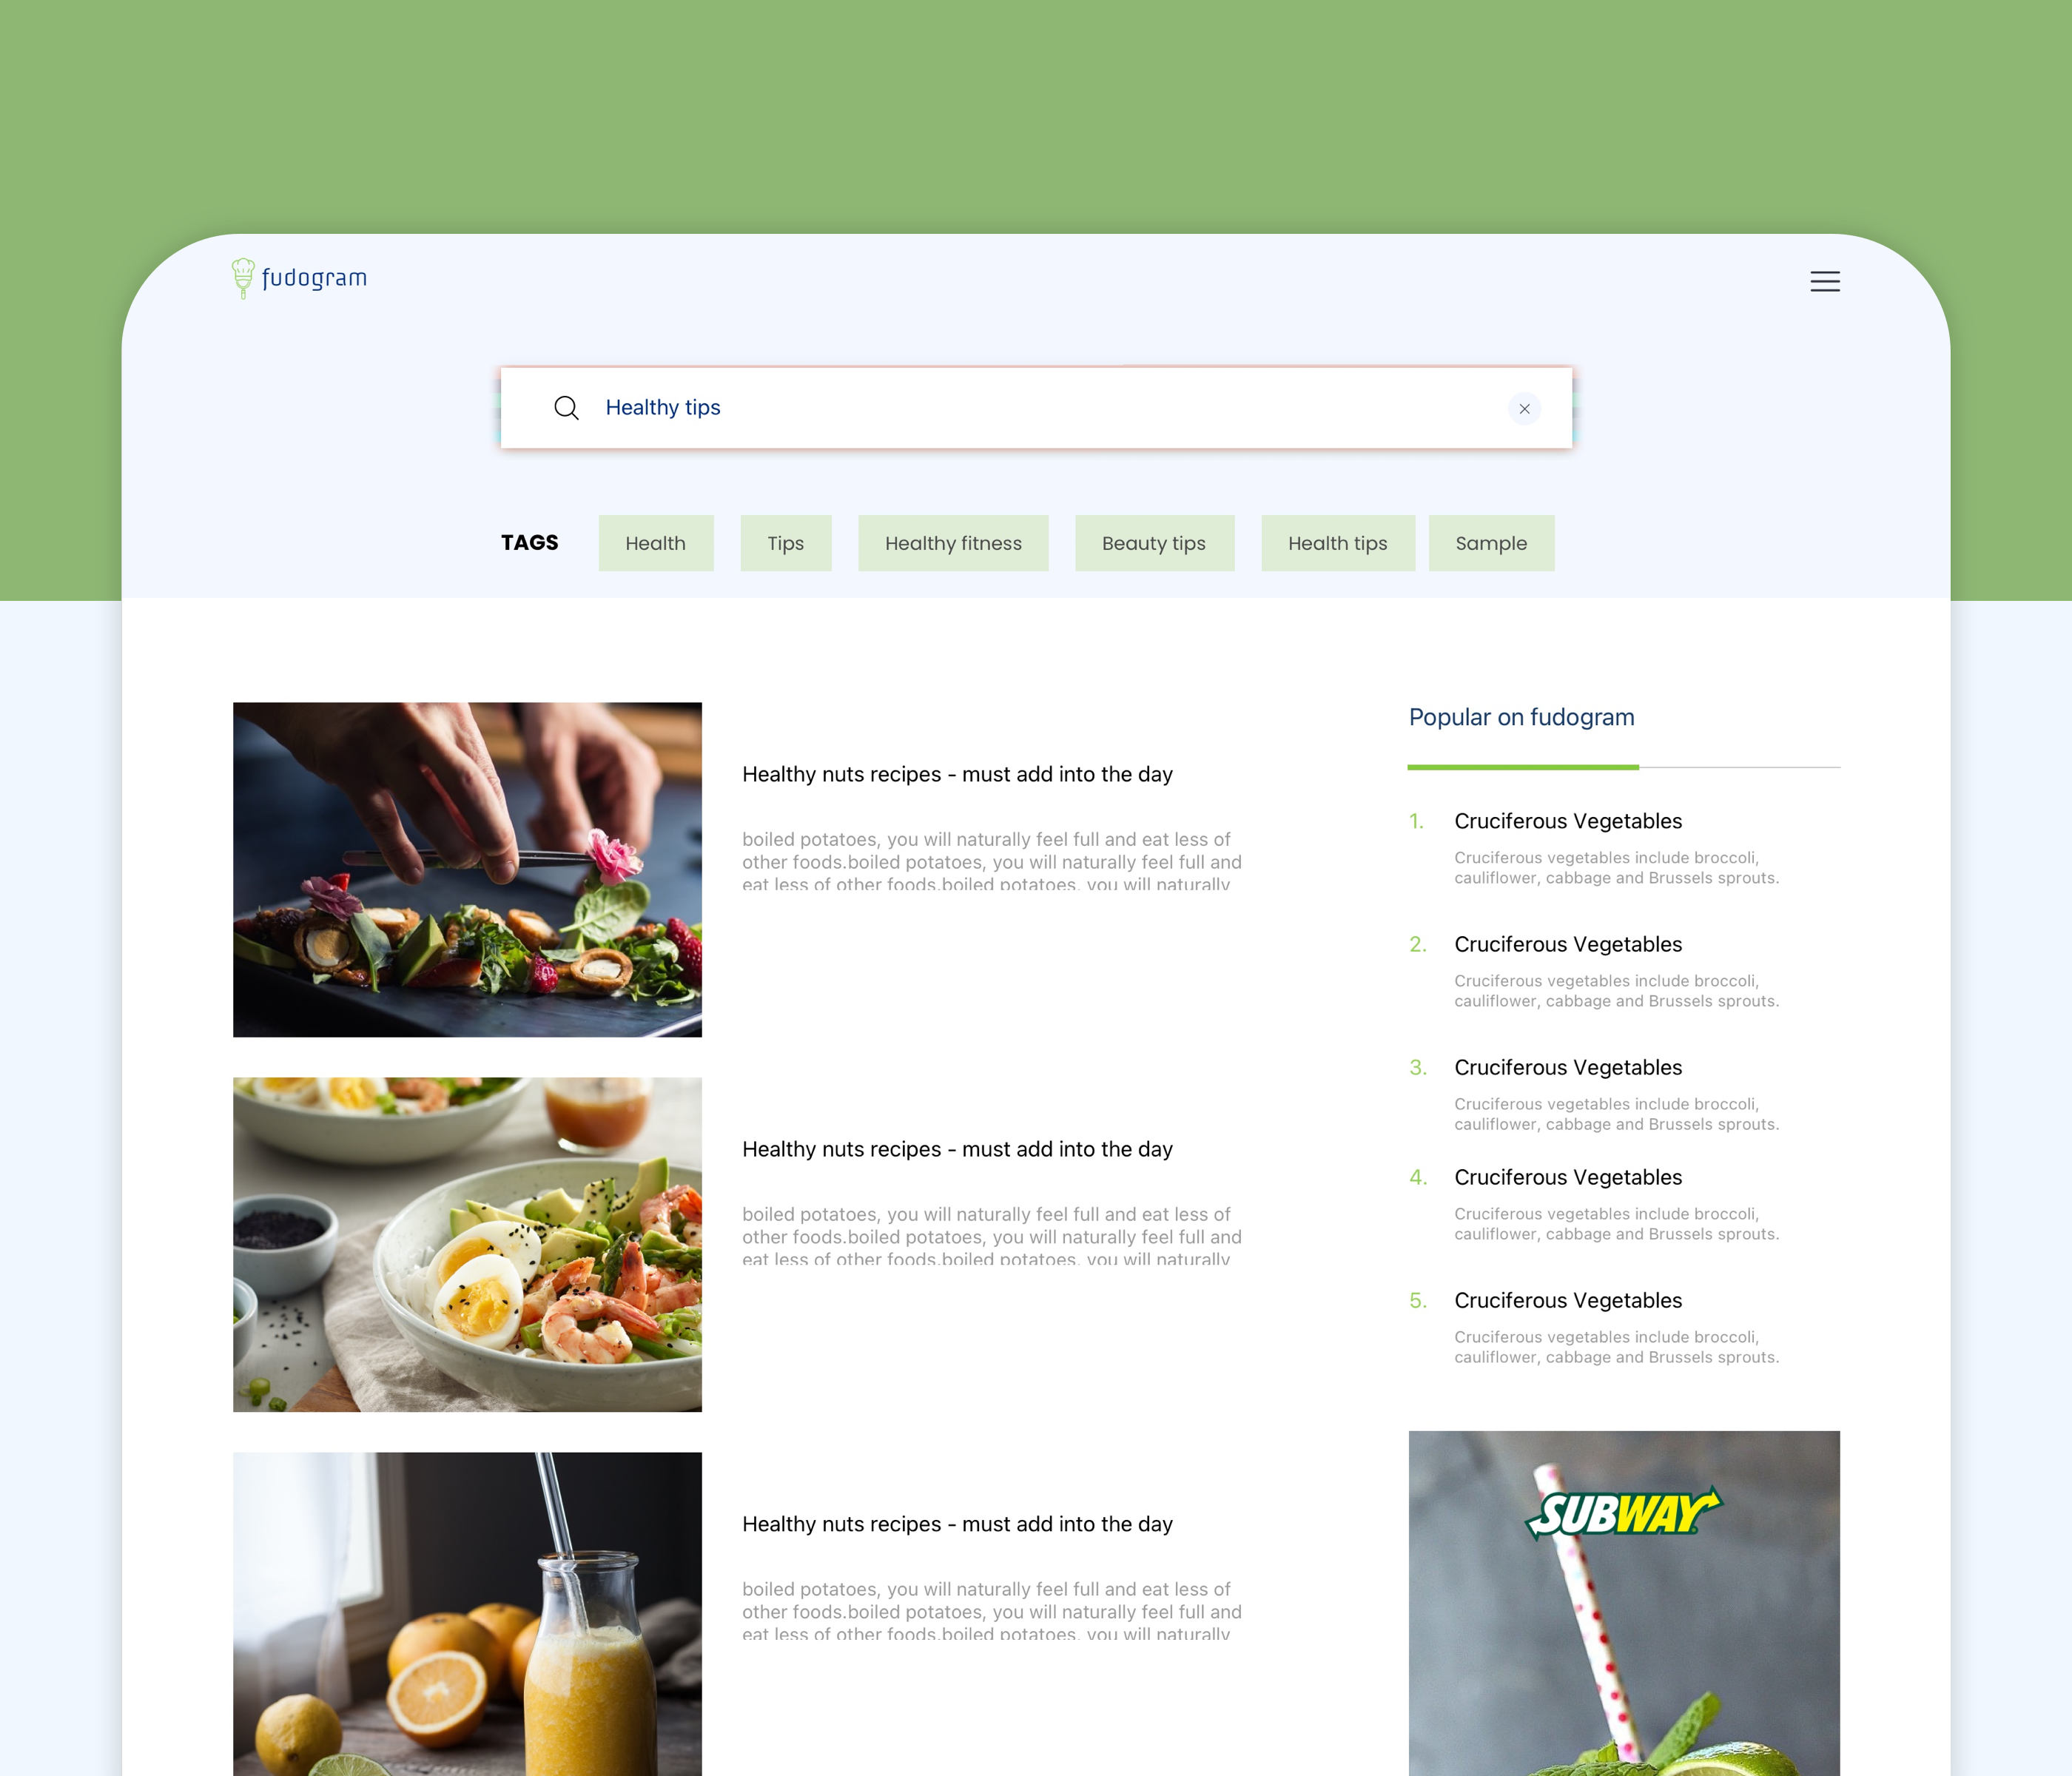 fudogram
Healthy tips
TAGS
Health
Tips
Healthy fitness
Beauty tips
Health tips
Sample
Healthy nuts recipes - must add into the day
boiled potatoes, you will naturally feel full and eat less of
other foods.boiled potatoes, you will naturally feel full and
eat less of other foods.boiled potatoes, you will naturally
Healthy nuts recipes - must add into the day
boiled potatoes, you will naturally feel full and eat less of
other foods.boiled potatoes, you will naturally feel full and
eat less of other foods.boiled potatoes, you will naturally
Healthy nuts recipes - must add into the day
boiled potatoes, you will naturally feel full and eat less of
other foods.boiled potatoes, you will naturally feel full and
eat less of other foods.boiled potatoes, you will naturally
Popular on fudogram
1. Cruciferous Vegetables
Cruciferous vegetables include broccoli,
cauliflower, cabbage and Brussels sprouts.
2. Cruciferous Vegetables
Cruciferous vegetables include broccoli,
cauliflower, cabbage and Brussels sprouts.
3. Cruciferous Vegetables
Cruciferous vegetables include broccoli,
cauliflower, cabbage and Brussels sprouts.
4. Cruciferous Vegetables
Cruciferous vegetables include broccoli,
cauliflower, cabbage and Brussels sprouts.
5. Cruciferous Vegetables
Cruciferous vegetables include broccoli,
cauliflower, cabbage and Brussels sprouts.
SUBWAY